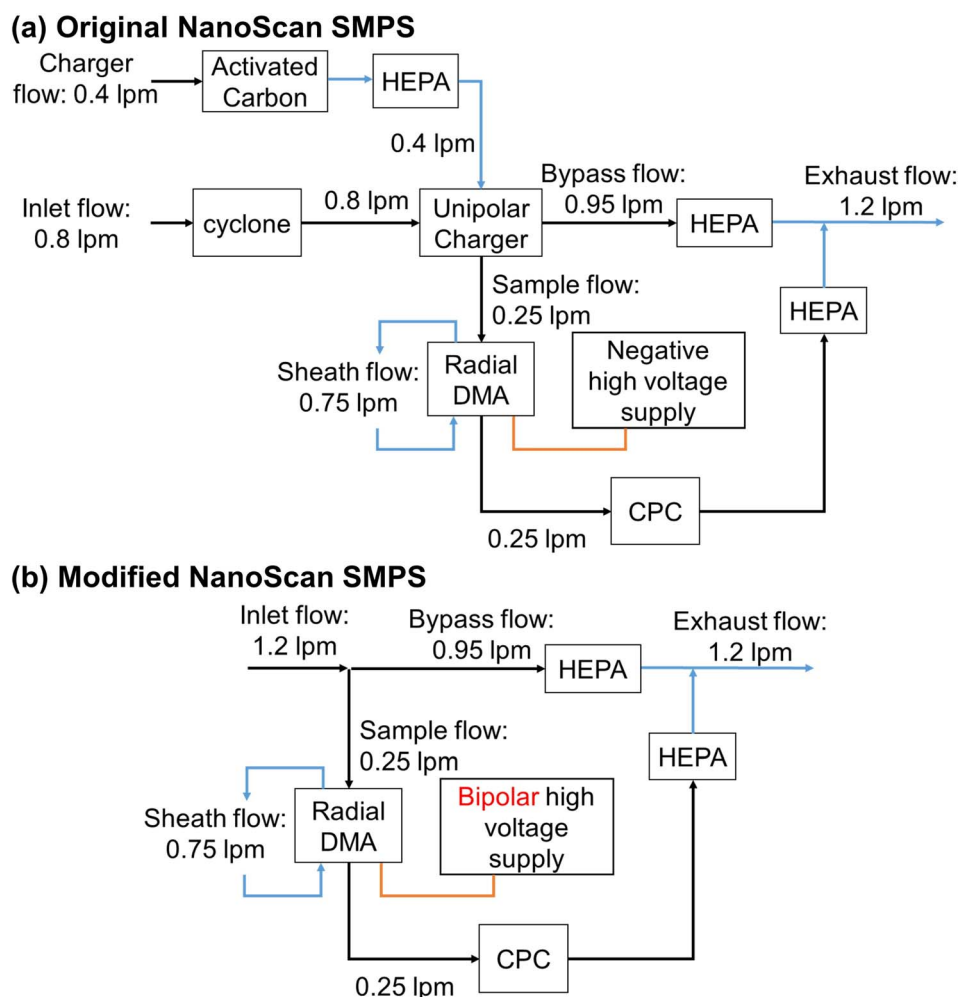 (a) Original NanoScan SMPS
Charger
flow: 0.4 lpm
Activated
Carbon
HEPA
0.4 lpm
Inlet flow:
0.8 lpm
cyclone
0.8 lpm
Unipolar
Charger
Bypass flow:
0.95 lpm
HEPA
Exhaust flow:
1.2 lpm
HEPA
Sample flow:
0.25 lpm
Sheath flow:
0.75 lpm
Radial
DMA
Negative
high voltage
supply
0.25 lpm
CPC
(b) Modified NanoScan SMPS
Inlet flow:
1.2 lpm
Bypass flow:
0.95 lpm
HEPA
Exhaust flow:
1.2 lpm
Sample flow:
0.25 lpm
HEPA
Sheath flow:
0.75 lpm
Radial
DMA
Bipolar high
voltage
supply
0.25 lpm
CPC